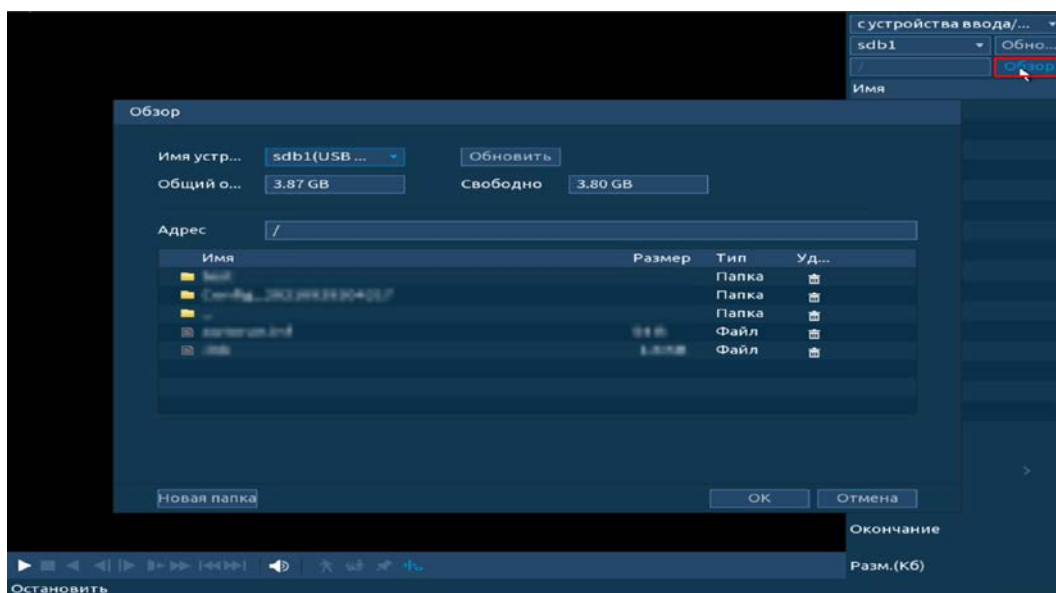 с устройства ввода/...
sdb1 Обно...
/ Обзор
Имя
Обзор
Имя устр... sdb1(USB ... Обновить
Общий о... 3.87 GB Свободно 3.80 GB
Адрес /
Имя Размер Тип Уд...
Папка
Папка
Папка
Файл
Файл
Новая папка OK Отмена
Окончание
Разм.(Кб)
Остановить